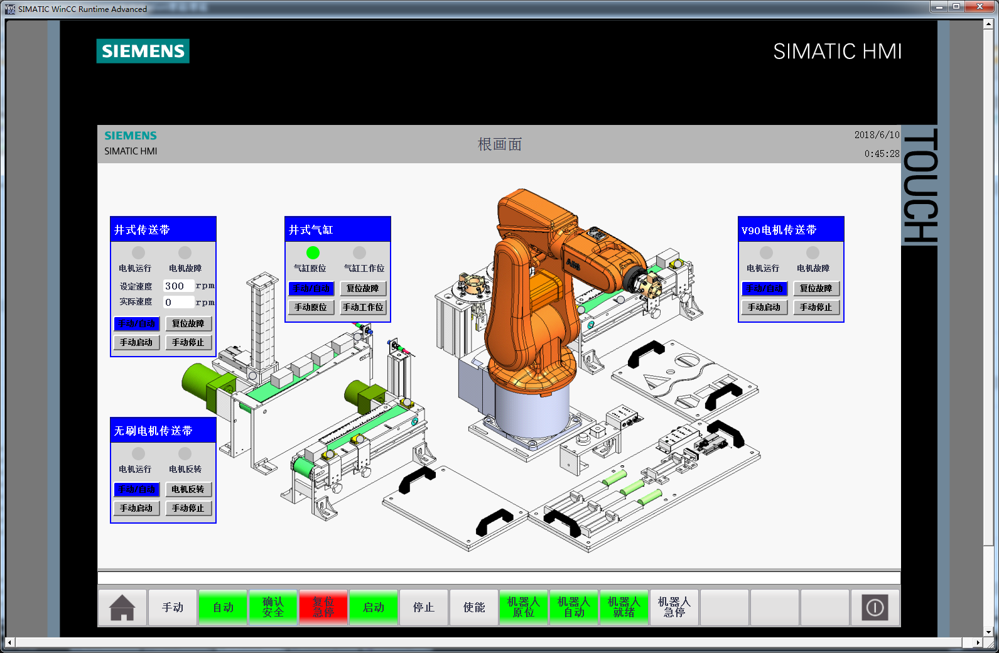 SIMATIC WinCC Runtime Advanced
SIEMENS
SIMATIC HMI
TOUCH
SIEMENS
SIMATIC HMI
根画面
2018/6/10
0:45:28
井式传送带
电机运行 电机故障
设定速度 300 rpm
实际速度 0 rpm
手动/自动 复位故障
手动启动 手动停止
井式气缸
气缸原位 气缸工作位
手动/自动 复位故障
手动原位 手动工作位
V90电机传送带
电机运行 电机故障
手动/自动 复位故障
手动启动 手动停止
ABB
无刷电机传送带
电机运行 电机反转
手动/自动 电机反转
手动启动 手动停止
手动
自动
确认
安全
复位
急停
启动
停止
使能
机器人
原位
机器人
自动
机器人
就绪
机器人
急停